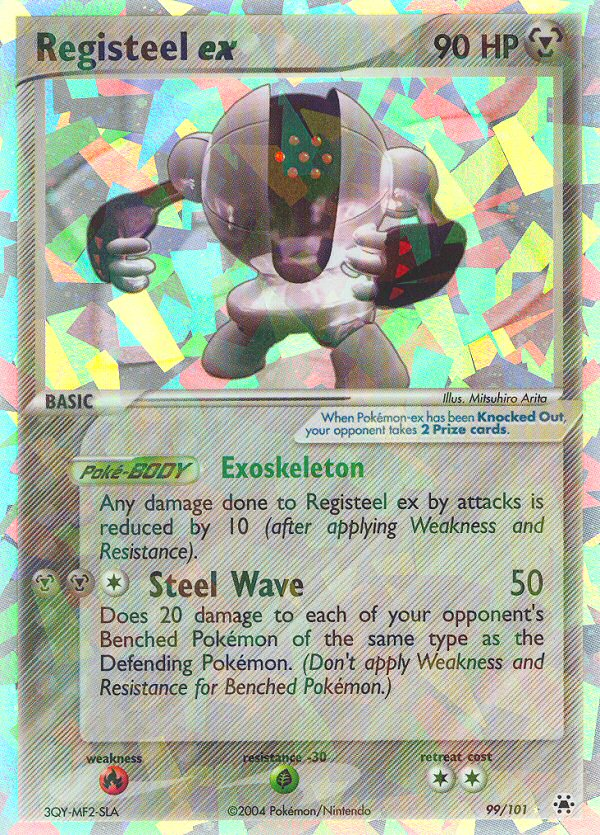 Registeel ex 90 HP
BASIC
Illus. Mitsuhiro Arita
When Pokémon-ex has been Knocked Out,
your opponent takes 2 Prize cards.
Poké-BODY Exoskeleton
Any damage done to Registeel ex by attacks is
reduced by 10 (after applying Weakness and
Resistance).
Steel Wave 50
Does 20 damage to each of your opponent's
Benched Pokémon of the same type as the
Defending Pokémon. (Don't apply Weakness and
Resistance for Benched Pokémon.)
weakness resistance -30 retreat cost
3QY-MF2-SLA ©2004 Pokémon/Nintendo 99/101